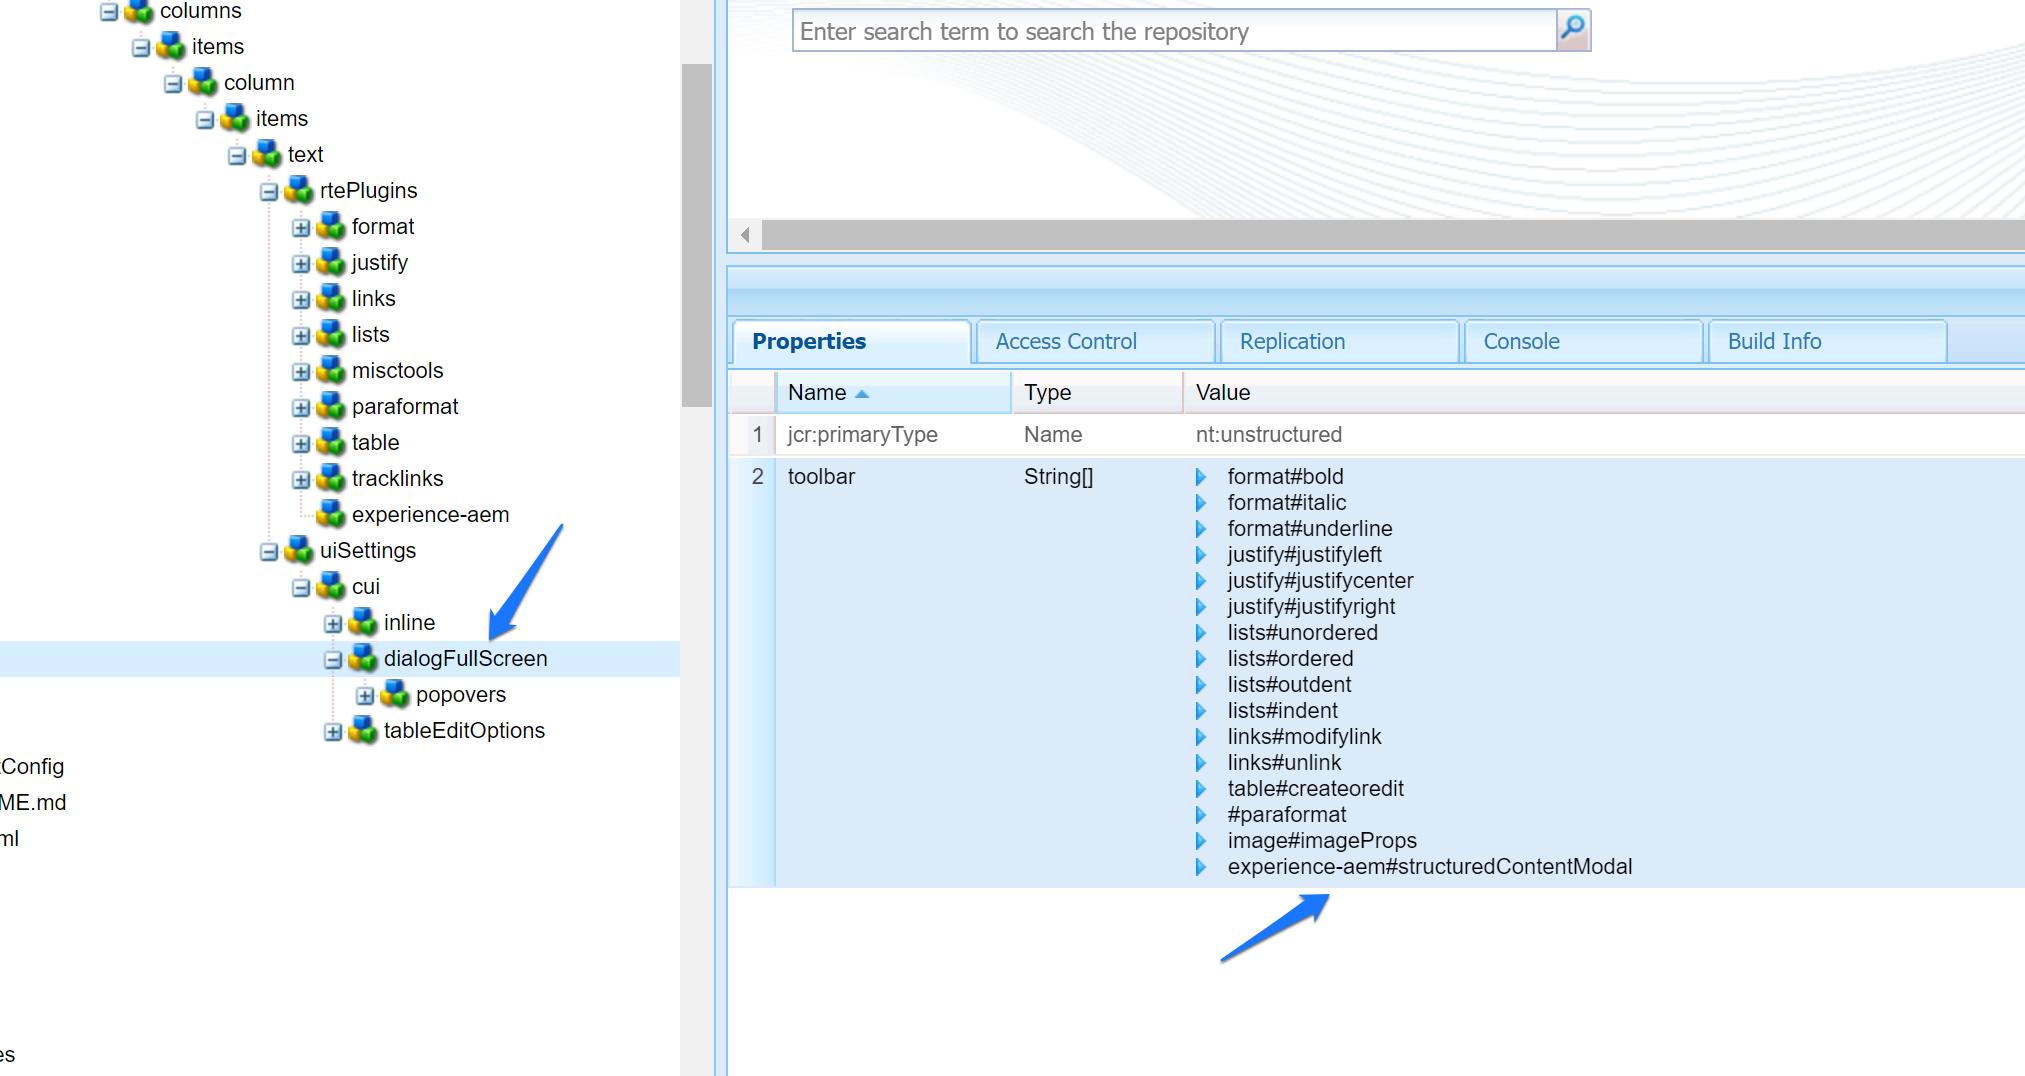 columns
items
column
items
text
rtePlugins
format
justify
links
lists
misctools
paraformat
table
tracklinks
experience-aem
uiSettings
cui
inline
dialogFullScreen
popovers
tableEditOptions
tConfig
ME.md
ml
es
Enter search term to search the repository
Properties Access Control Replication Console Build Info
Name Type Value
1 jcr:primaryType Name nt:unstructured
2 toolbar String[] format#bold
format#italic
format#underline
justify#justifyleft
justify#justifycenter
justify#justifyright
lists#unordered
lists#ordered
lists#outdent
lists#indent
links#modifylink
links#unlink
table#createoredit
#paraformat
image#imageProps
experience-aem#structuredContentModal